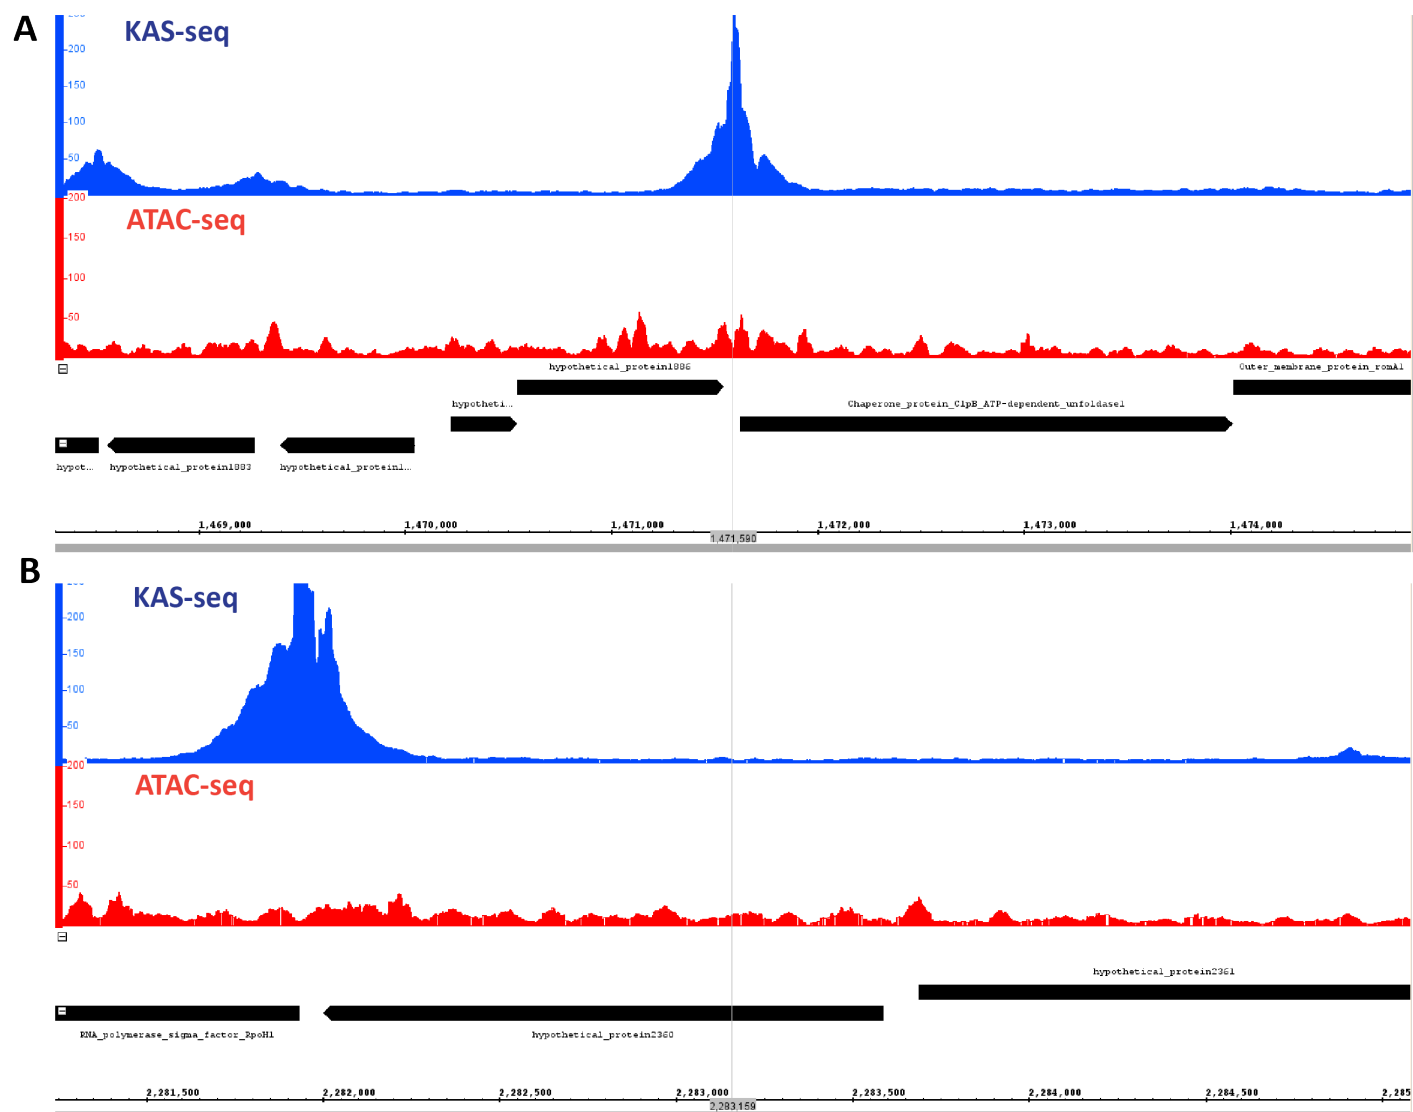 A
KAS-seq
200
150
100
50
ATAC-seq
200
150
100
50
hypothetical_protein1886
Outer_membrane_protein_romA1
hypotheti...
Chaperone_protein_ClpB_ATP-dependent_unfoldase1
hypot...
hypothetical_protein1883
hypothetical_protein1...
1,469,000
1,470,000
1,471,000
1,472,000
1,473,000
1,474,000
1,471,590
B
KAS-seq
200
150
100
50
200
ATAC-seq
150
100
50
hypothetical_protein2361
RNA_polymerase_sigma_factor_RpoH1
hypothetical_protein2360
2,281,500
2,282,000
2,282,500
2,283,000
2,283,500
2,284,000
2,284,500
2,285
2,283,159